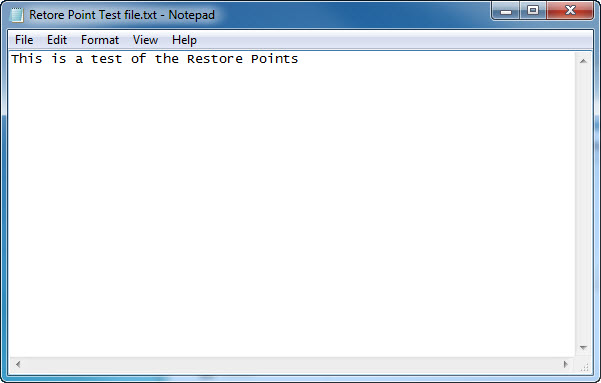 Retore Point Test file.txt - Notepad
File Edit Format View Help
This is a test of the Restore Points